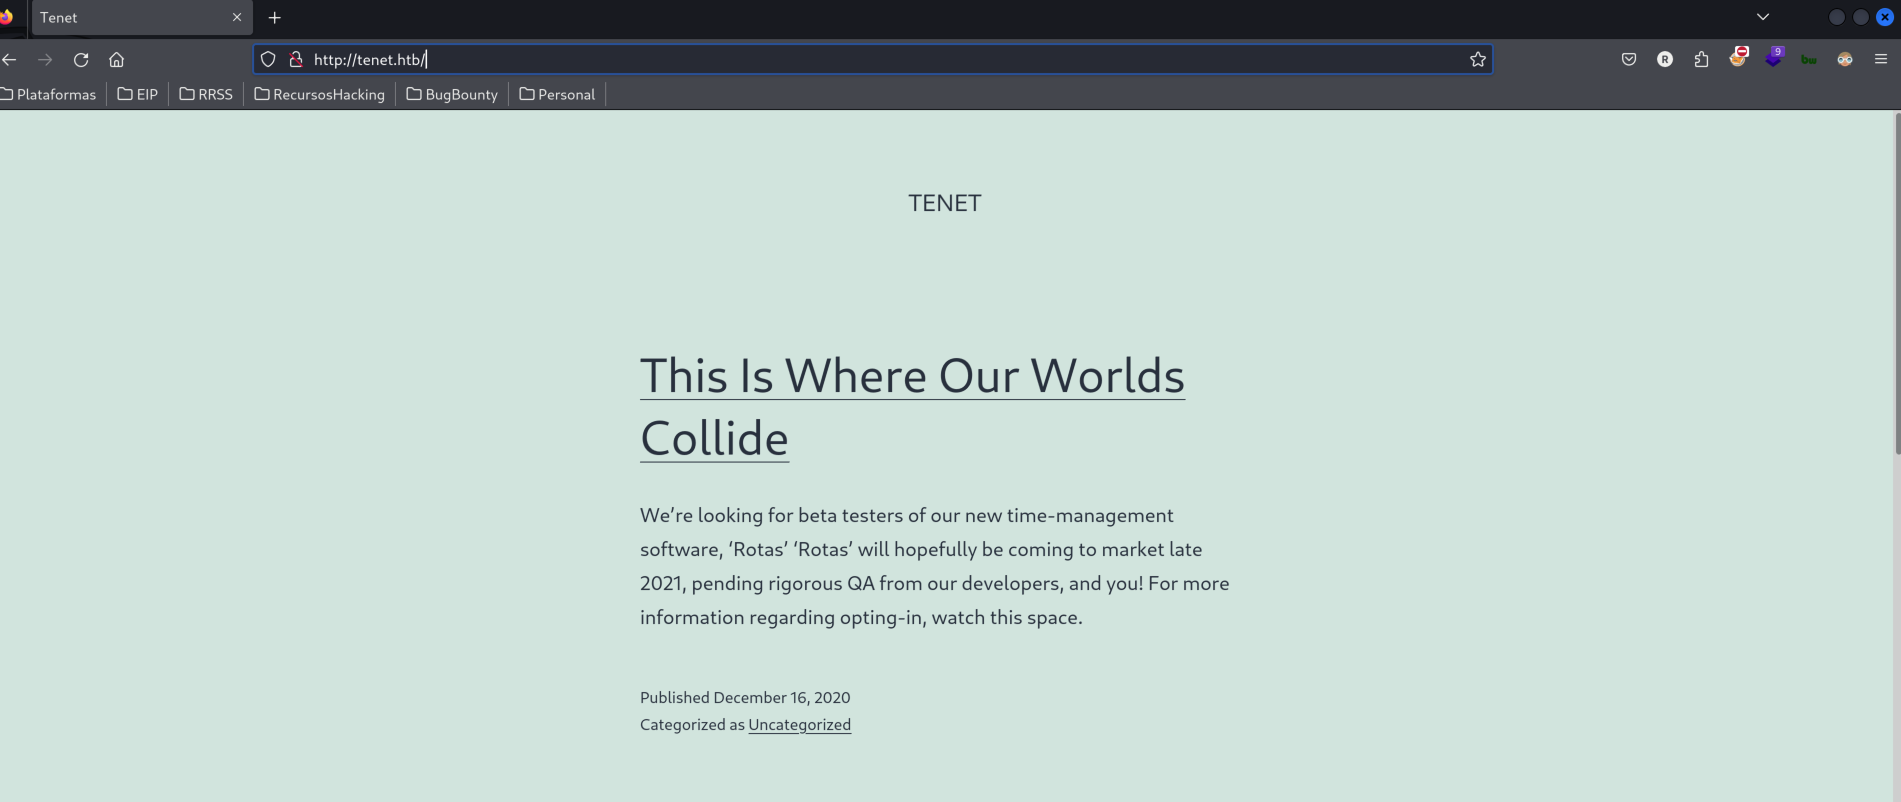 Tenet
http://tenet.htb/
R
9
bw
Plataformas EIP RRSS RecursosHacking BugBounty Personal
TENET
This Is Where Our Worlds
Collide
We’re looking for beta testers of our new time-management
software, ‘Rotas’ ‘Rotas’ will hopefully be coming to market late
2021, pending rigorous QA from our developers, and you! For more
information regarding opting-in, watch this space.
Published December 16, 2020
Categorized as Uncategorized